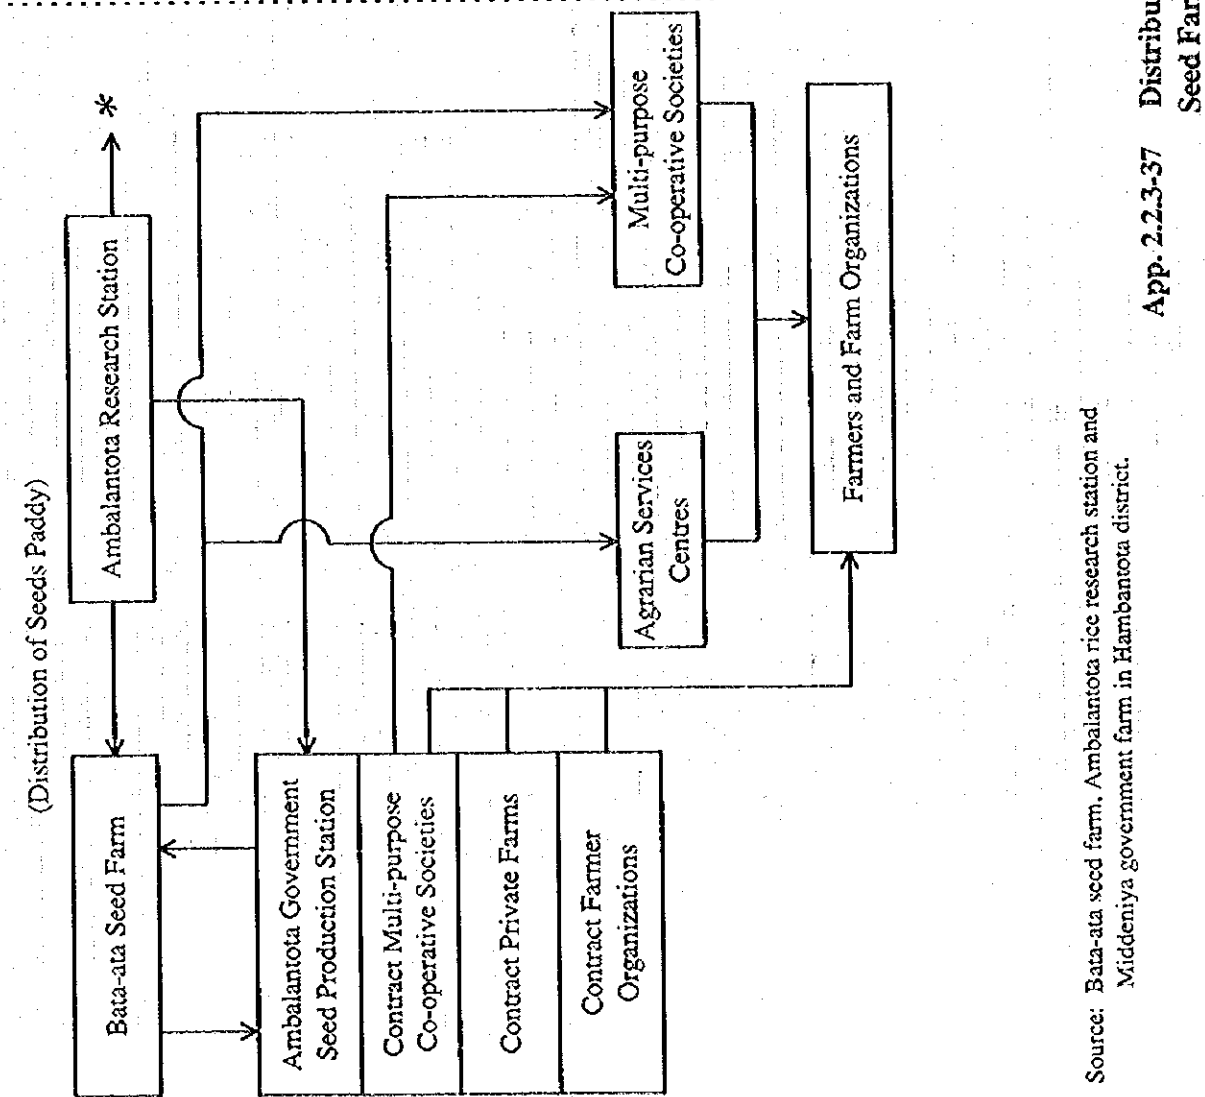 (Distribution of Seeds Paddy)
Bata-ata Seed Farm
Ambalantota Research Station
*
Ambalantota Government
Seed Production Station
Contract Multi-purpose
Co-operative Societies
Contract Private Farms
Contract Farmer
Organizations
Agrarian Services
Centres
Multi-purpose
Co-operative Societies
Farmers and Farm Organizations
Source: Bata-ata seed farm, Ambalantota rice research station and
Middeniya government farm in Hambantota district.
App. 2.2.3-37 Distribu
Seed Far